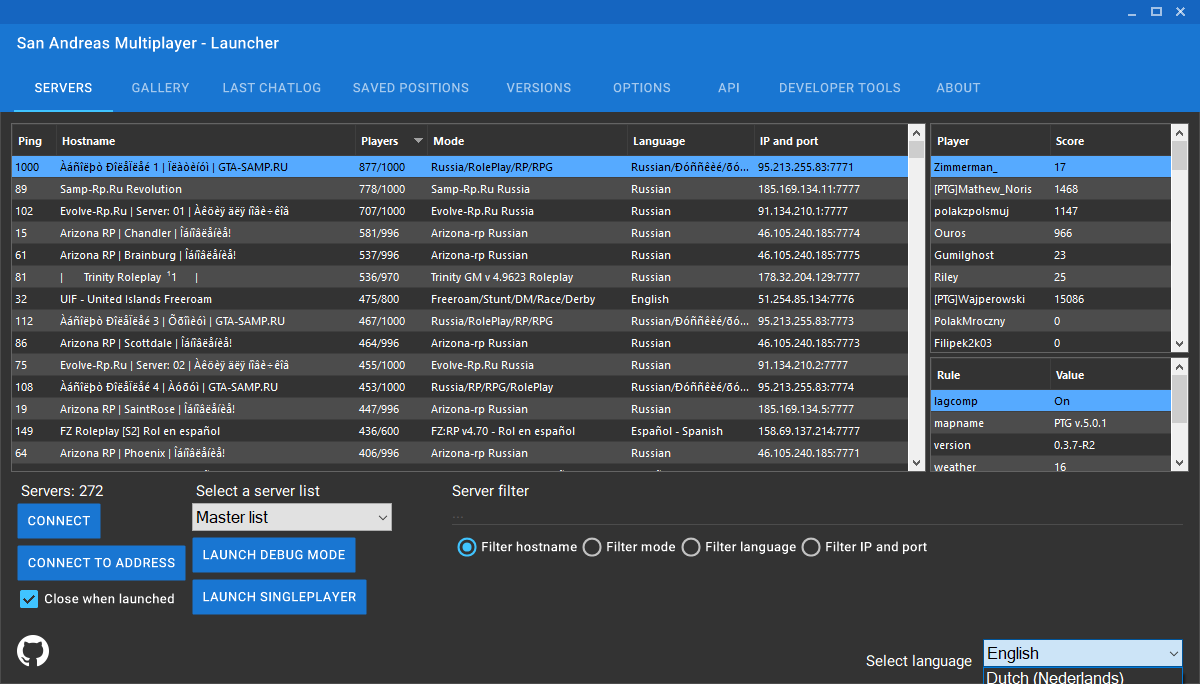 San Andreas Multiplayer - Launcher
SERVERS GALLERY LAST CHATLOG SAVED POSITIONS VERSIONS OPTIONS API DEVELOPER TOOLS ABOUT
Ping Hostname Players Mode Language IP and port
1000 Àáñîëþò ÐîëåÏëåé 1 | Ïëàòèíóì | GTA-SAMP.RU 877/1000 Russia/RolePlay/RP/RPG Russian/Ðóññêèé/ðó... 95.213.255.83:7771
89 Samp-Rp.Ru Revolution 778/1000 Samp-Rp.Ru Russia Russian 185.169.134.11:7777
102 Evolve-Rp.Ru | Server: 01 | Àêöèÿ äëÿ íîâè÷êîâ 707/1000 Evolve-Rp.Ru Russia Russian 91.134.210.1:7777
15 Arizona RP | Chandler | Îáíîâëåíèå! 581/996 Arizona-rp Russian Russian 46.105.240.185:7774
61 Arizona RP | Brainburg | Îáíîâëåíèå! 537/996 Arizona-rp Russian Russian 46.105.240.185:7775
81 | Trinity Roleplay ¹1 | 536/970 Trinity GM v 4.9623 Roleplay Russian 178.32.204.129:7777
32 UIF - United Islands Freeroam 475/800 Freeroam/Stunt/DM/Race/Derby English 51.254.85.134:7776
112 Àáñîëþò ÐîëåÏëåé 3 | Õðîìèóì | GTA-SAMP.RU 467/1000 Russia/RolePlay/RP/RPG Russian/Ðóññêèé/ðó... 95.213.255.83:7773
86 Arizona RP | Scottdale | Îáíîâëåíèå! 464/996 Arizona-rp Russian Russian 46.105.240.185:7773
75 Evolve-Rp.Ru | Server: 02 | Àêöèÿ äëÿ íîâè÷êîâ 455/1000 Evolve-Rp.Ru Russia Russian 91.134.210.2:7777
108 Àáñîëþò ÐîëåÏëåé 4 | Àóðóì | GTA-SAMP.RU 453/1000 Russia/RP/RPG/RolePlay Russian/Ðóññêèé/ðó... 95.213.255.83:7774
19 Arizona RP | SaintRose | Îáíîâëåíèå! 447/996 Arizona-rp Russian Russian 185.169.134.5:7777
149 FZ Roleplay [S2] Rol en español 436/600 FZ:RP v4.70 - Rol en español Español - Spanish 158.69.137.214:7777
64 Arizona RP | Phoenix | Îáíîâëåíèå! 406/996 Arizona-rp Russian Russian 46.105.240.185:7771
Player Score
Zimmerman_ 17
[PTG]Mathew_Noris 1468
polakzpolsmuj 1147
Ouros 966
Gumilghost 23
Riley 25
[PTG]Wajperowski 15086
PolakMroczny 0
Filipek2k03 0
Rule Value
lagcomp On
mapname PTG v.5.0.1
version 0.3.7-R2
weather 16
Servers: 272
CONNECT
CONNECT TO ADDRESS
Close when launched
Select a server list
Master list
LAUNCH DEBUG MODE
LAUNCH SINGLEPLAYER
Server filter
...
Filter hostname Filter mode Filter language Filter IP and port
Select language English
Dutch (Nederlands)